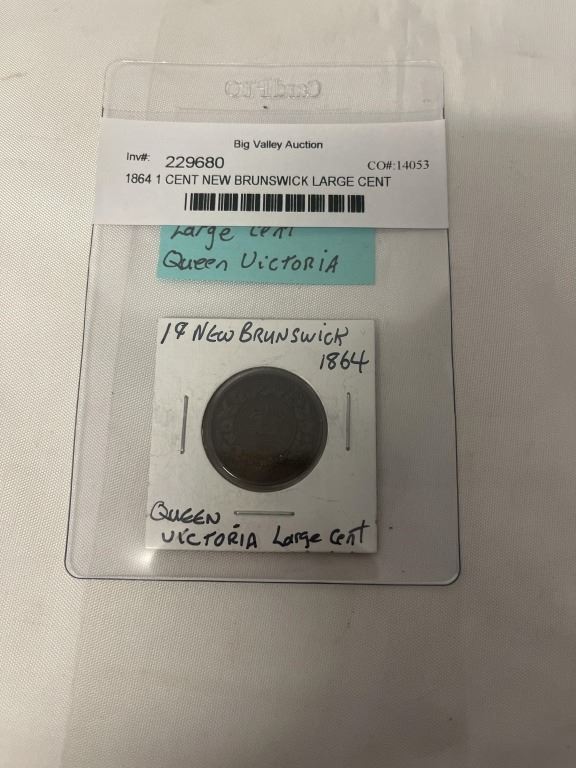 CardPRO
Big Valley Auction
Inv#: 229680 CO#:14053
1864 1 CENT NEW BRUNSWICK LARGE CENT
Large Cent
Queen VICTORIA
1¢ NEW BRUNSWICK
1864
QUEEN
VICTORIA Large Cent